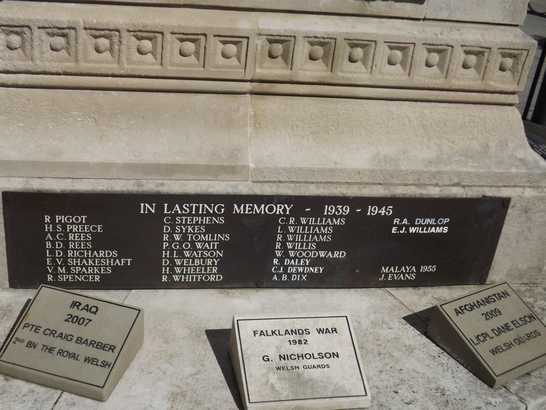 IN LASTING MEMORY - 1939 - 1945
R PIGOT
H.S. PREECE
A.C. REES
B.D. REES
L.D. RICHARDS
E.V. SHAKESHAFT
V.M. SPARKES
R. SPENCER
C. STEPHENS
D. SYKES
R.W. TOMLINS
P.G.O. WAIT
H.L. WATSON
D. WELBURY
H. WHEELER
R. WHITFORD
C.R. WILLIAMS
L. WILLIAMS
R. WILLIAMS
R. WILLIS
W. WOODWARD
R. DALEY
C.J. DEWDNEY
A.B. DIX
R.A. DUNLOP
E.J. WILLIAMS
MALAYA 1955
J. EVANS
IRAQ
2007
PTE CRAIG BARBER
2ND BN. THE ROYAL WELSH
FALKLANDS WAR
1982
G. NICHOLSON
WELSH GUARDS
AFGHANISTAN
2009
L/CPL DANE ELSON
WELSH GUARDS